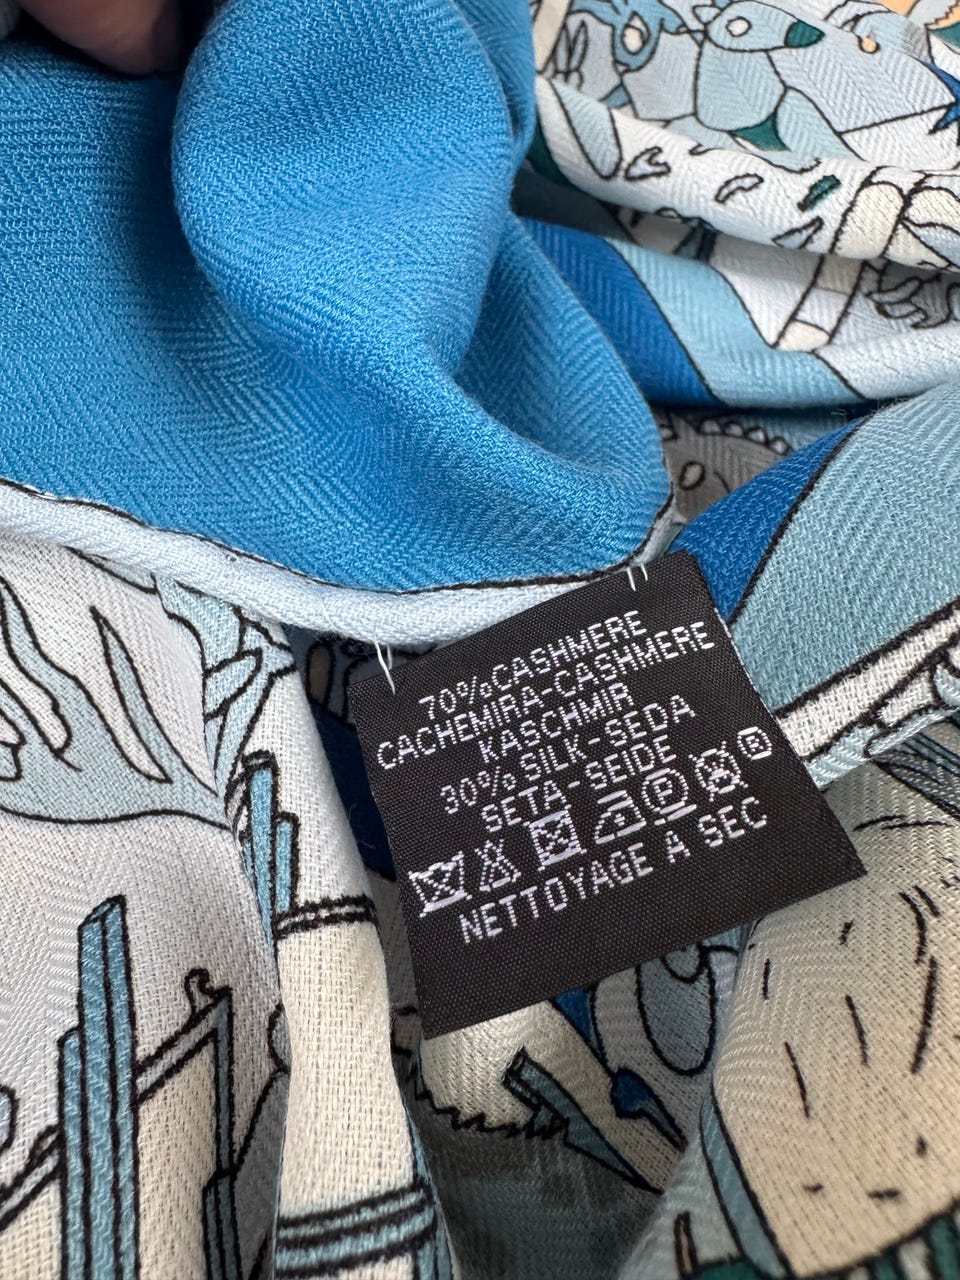 70% CASHMERE
CACHEMIRA-CASHMERE
KASCHMIR
30% SILK-SEDA
SETA-SEIDE
P
NETTOYAGE A SEC